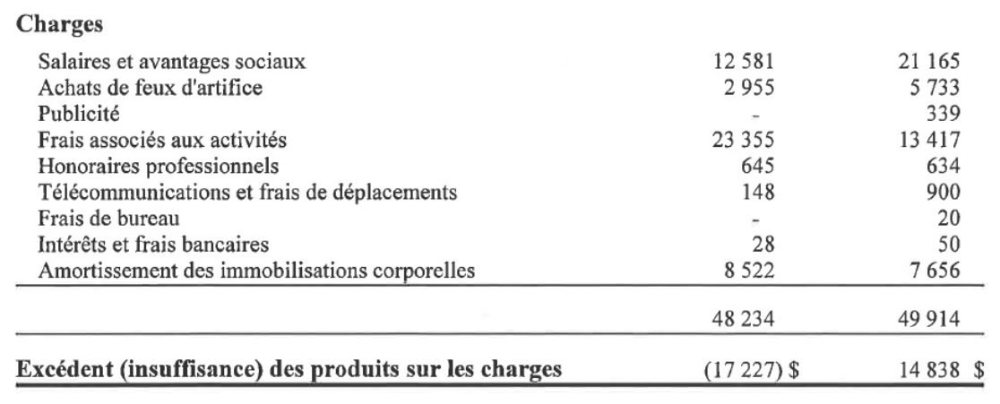 Charges
Salaires et avantages sociaux 12 581 21 165
Achats de feux d'artifice 2 955 5 733
Publicité - 339
Frais associés aux activités 23 355 13 417
Honoraires professionnels 645 634
Télécommunications et frais de déplacements 148 900
Frais de bureau - 20
Intérêts et frais bancaires 28 50
Amortissement des immobilisations corporelles 8 522 7 656
48 234 49 914
Excédent (insuffisance) des produits sur les charges (17 227) $ 14 838 $